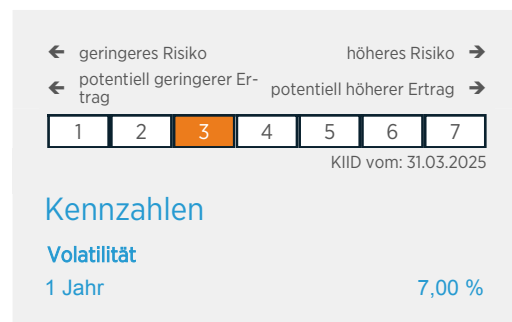 ← geringeres Risiko höheres Risiko →
← potentiell geringerer Er-
trag potentiell höherer Ertrag →
1 2 3 4 5 6 7
KIID vom: 31.03.2025
Kennzahlen
Volatilität
1 Jahr 7,00 %